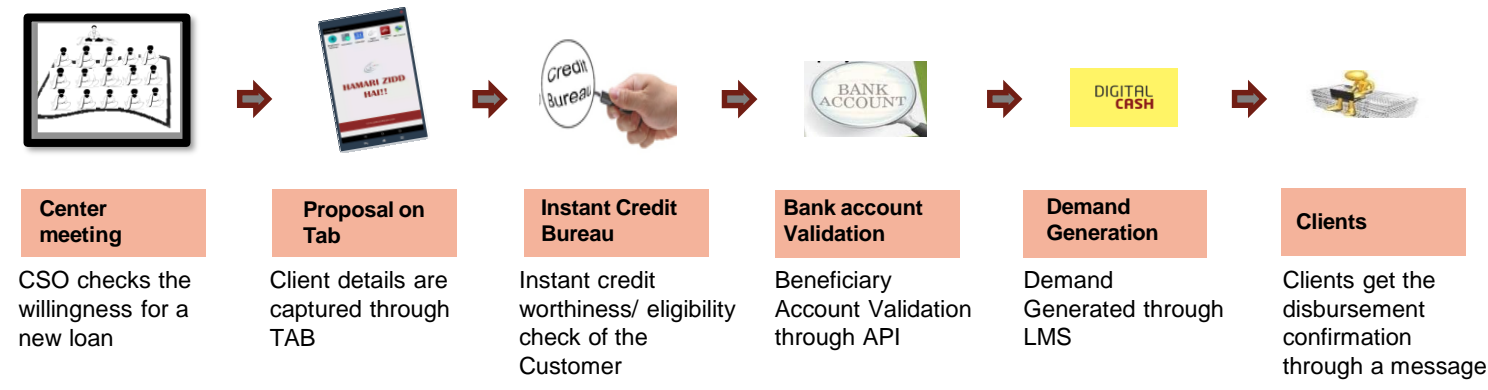 HAMARI ZIDD
HAI!!
Credit
Bureau
BANK
ACCOUNT
DIGITAL
CASH
Center
meeting
Proposal on
Tab
Instant Credit
Bureau
Bank account
Validation
Demand
Generation
Clients
CSO checks the
willingness for a
new loan
Client details are
captured through
TAB
Instant credit
worthiness/ eligibility
check of the
Customer
Beneficiary
Account Validation
through API
Demand
Generated through
LMS
Clients get the
disbursement
confirmation
through a message